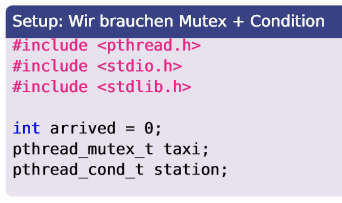 Setup: Wir brauchen Mutex + Condition
#include <pthread.h>
#include <stdio.h>
#include <stdlib.h>
int arrived = 0;
pthread_mutex_t taxi;
pthread_cond_t station;